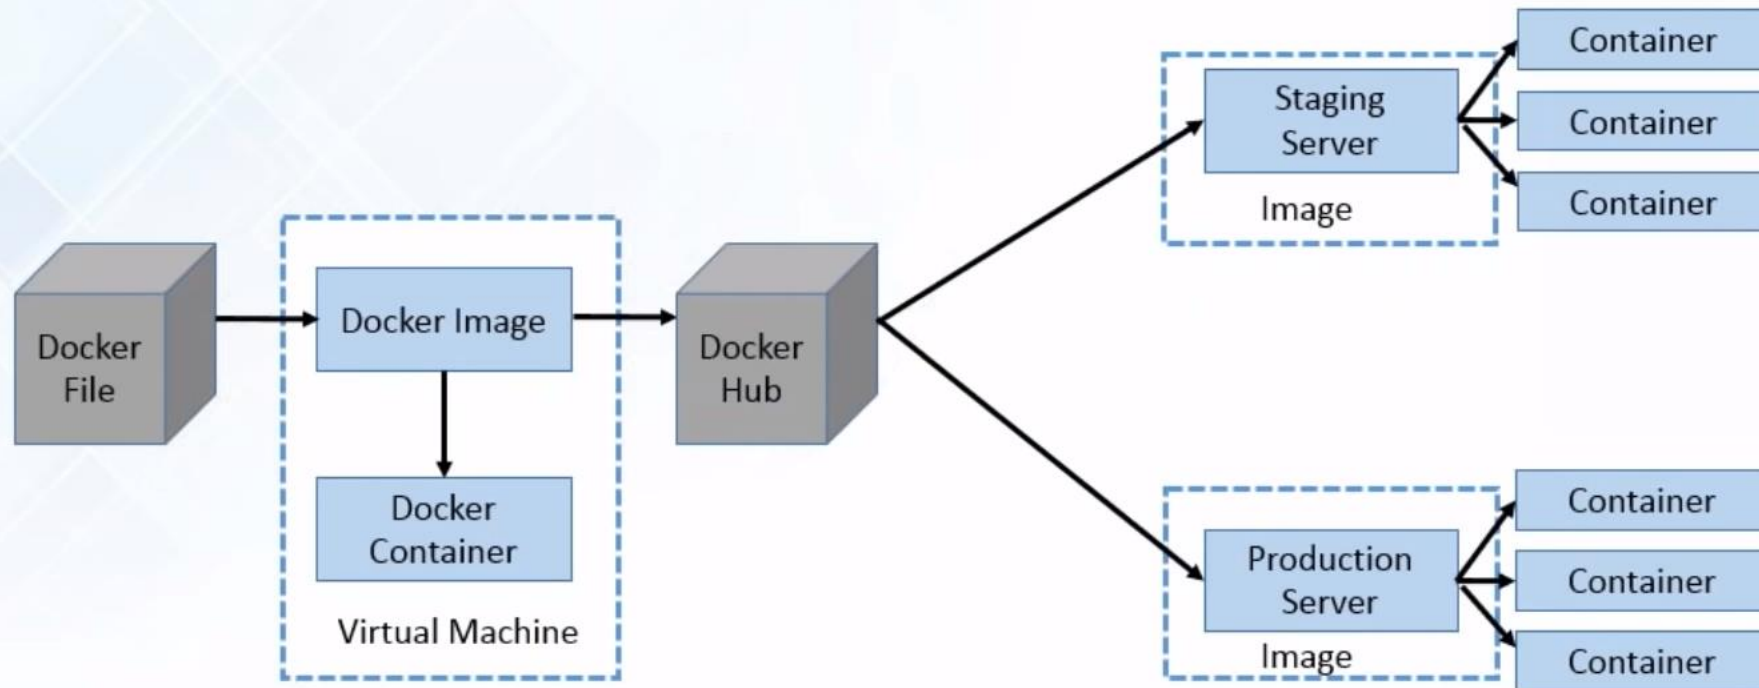 Docker
File
Docker Image
Docker
Container
Virtual Machine
Docker
Hub
Staging
Server
Image
Container
Container
Container
Production
Server
Image
Container
Container
Container